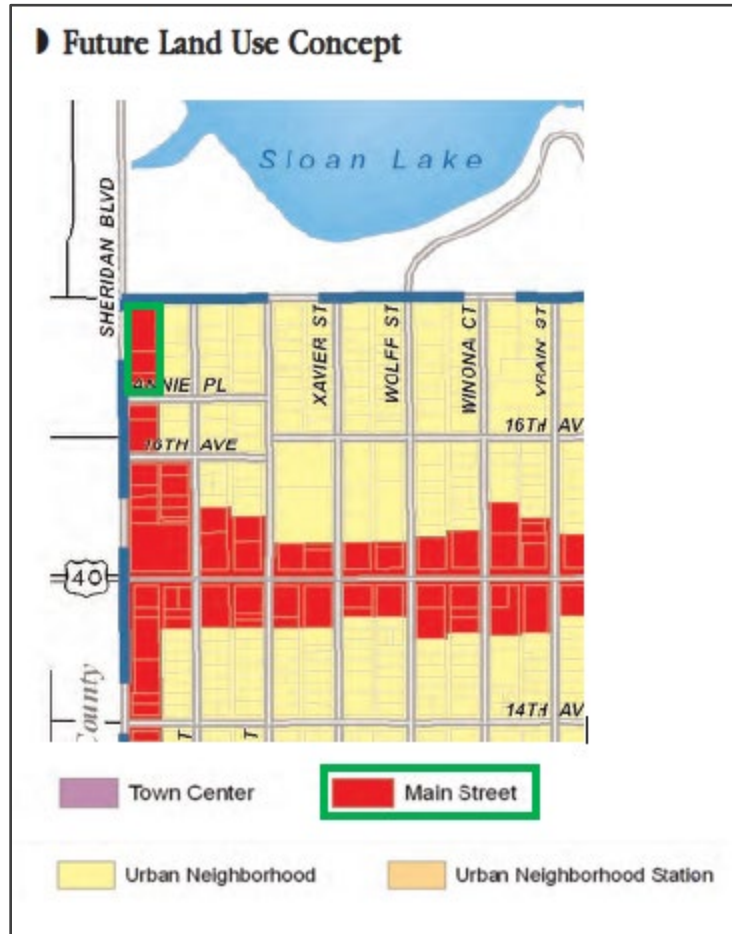 Future Land Use Concept
Sloan Lake
SHERIDAN BLVD
XAVIER ST
WOLFF ST
WINONA CT
VRAIN ST
ANNIE PL
16TH AV
16TH AVE
40
County
14TH AV
T
T
Town Center
Main Street
Urban Neighborhood
Urban Neighborhood Station